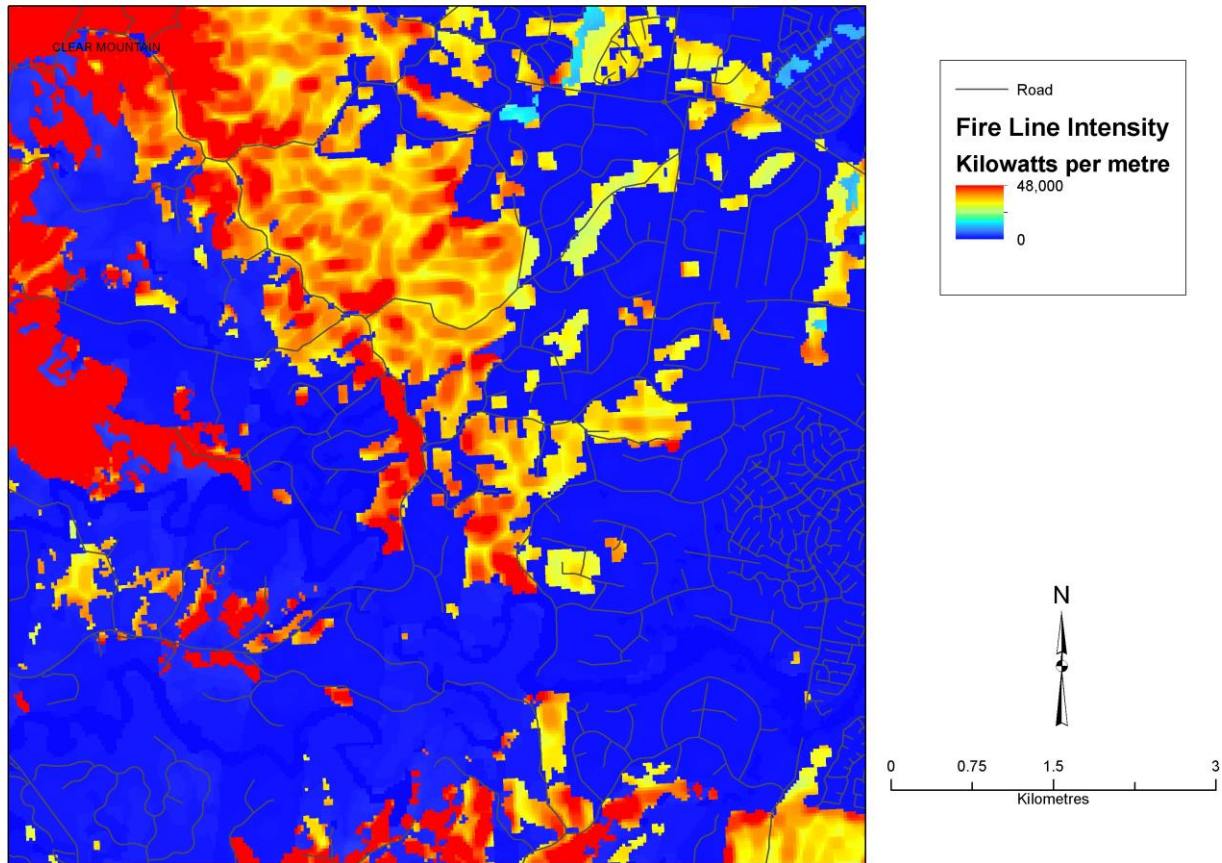 CLEAR MOUNTAIN
Road
Fire Line Intensity
Kilowatts per metre
48,000
0
N
0 0.75 1.5 3
Kilometres